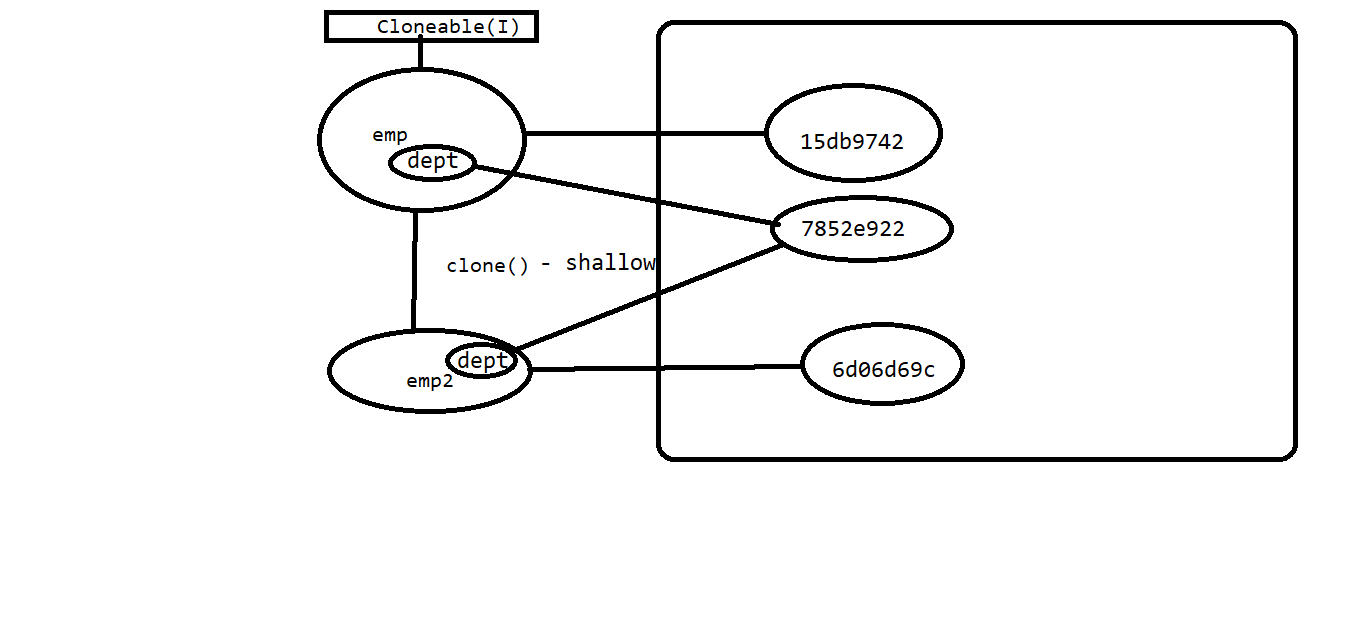 Cloneable(I)
emp
dept
15db9742
7852e922
clone() - shallow
dept
emp2
6d06d69c